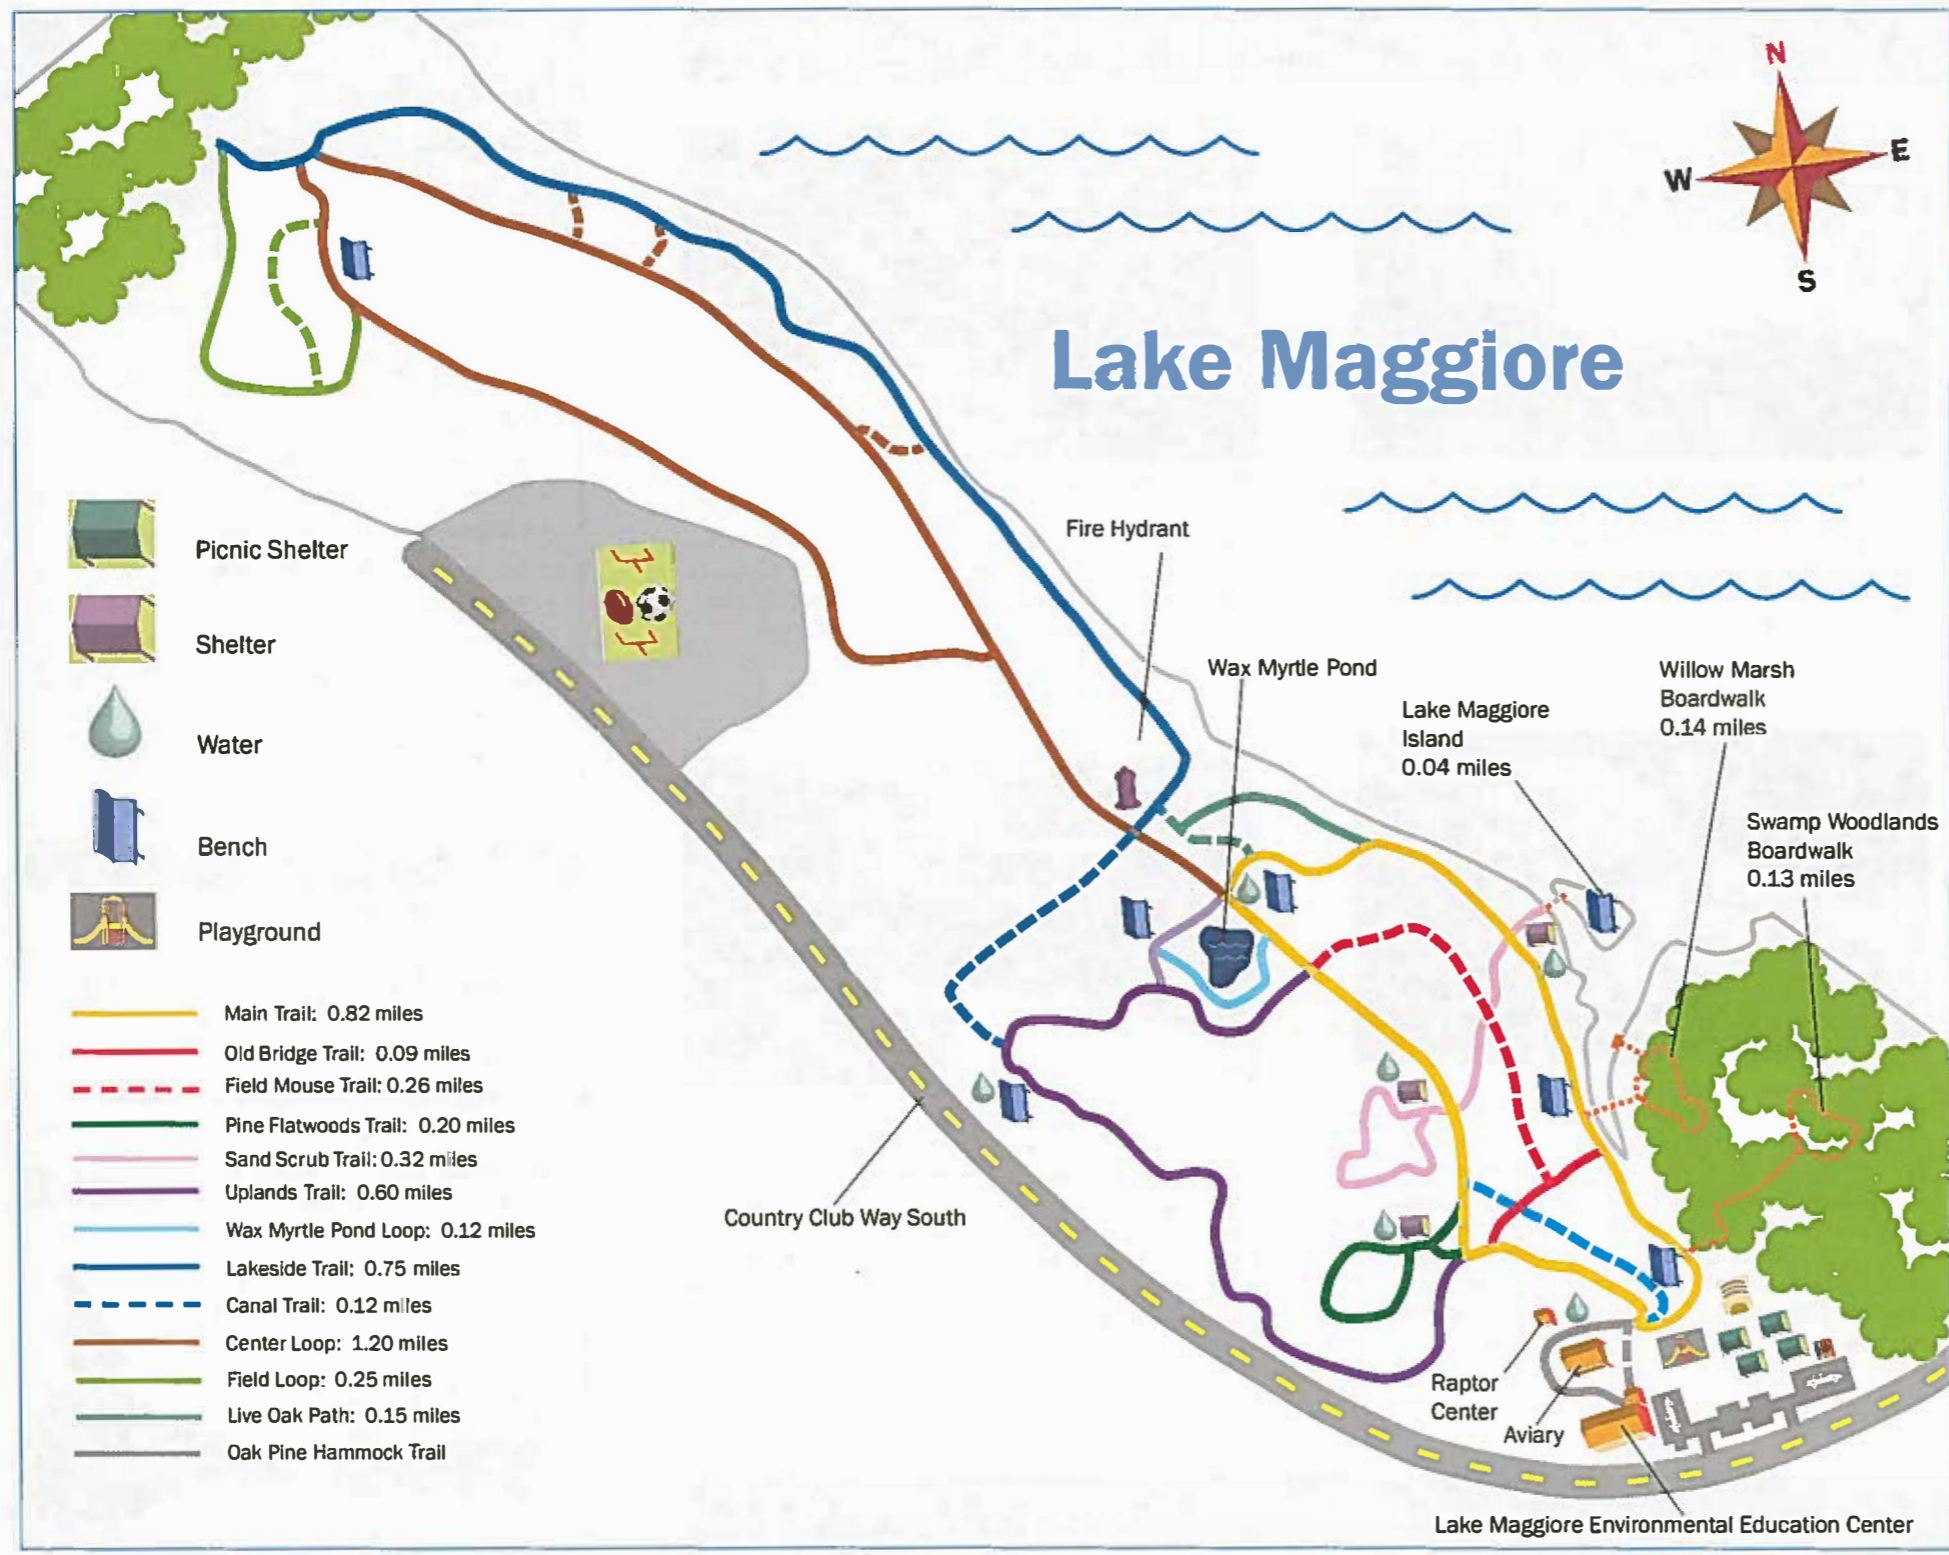 N
E
W
S
Lake Maggiore
Fire Hydrant
Wax Myrtle Pond
Lake Maggiore
Island
0.04 miles
Willow Marsh
Boardwalk
0.14 miles
Swamp Woodlands
Boardwalk
0.13 miles
Picnic Shelter
Shelter
Water
Bench
Playground
Main Trail: 0.82 miles
Old Bridge Trail: 0.09 miles
Field Mouse Trail: 0.26 miles
Pine Flatwoods Trail: 0.20 miles
Sand Scrub Trail: 0.32 miles
Uplands Trail: 0.60 miles
Wax Myrtle Pond Loop: 0.12 miles
Lakeside Trail: 0.75 miles
Canal Trail: 0.12 miles
Center Loop: 1.20 miles
Field Loop: 0.25 miles
Live Oak Path: 0.15 miles
Oak Pine Hammock Trail
Country Club Way South
Raptor
Center
Aviary
Lake Maggiore Environmental Education Center